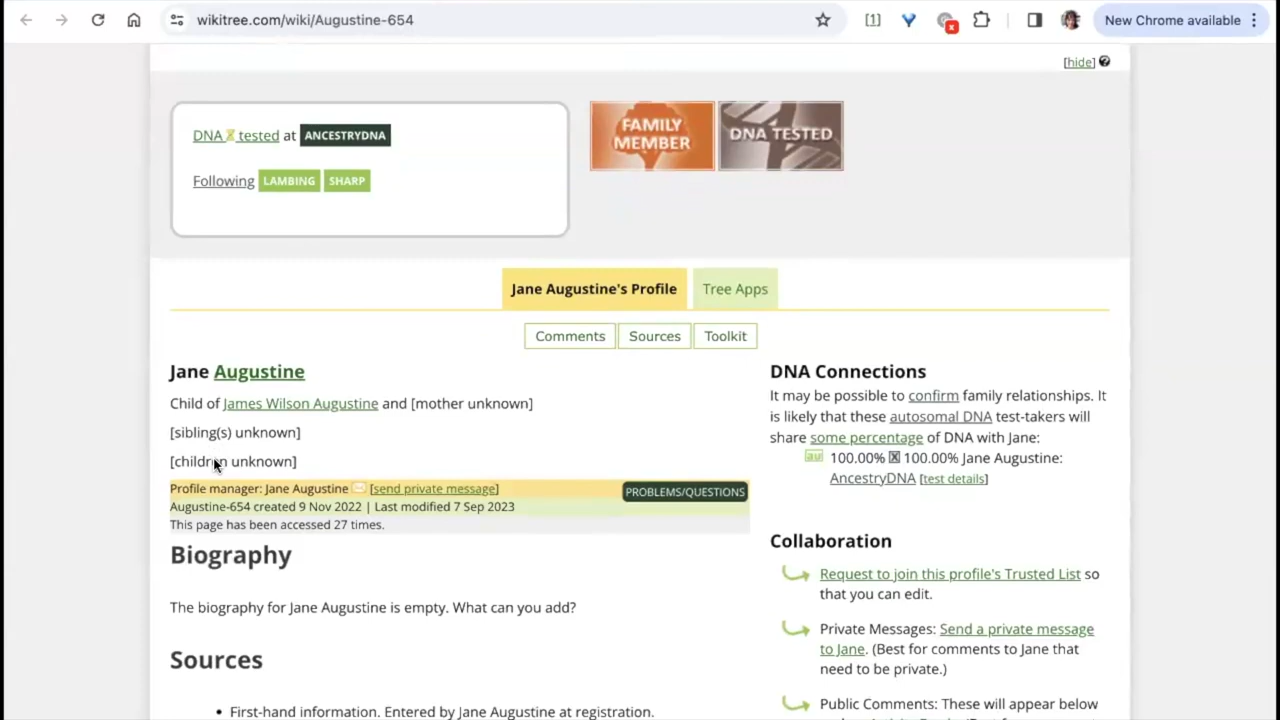 wikitree.com/wiki/Augustine-654
[1]
New Chrome available
[hide]
DNA tested at ANCESTRYDNA
Following LAMBING SHARP
FAMILY
MEMBER
DNA TESTED
Jane Augustine's Profile
Tree Apps
Comments
Sources
Toolkit
Jane Augustine
Child of James Wilson Augustine and [mother unknown]
[sibling(s) unknown]
[children unknown]
Profile manager: Jane Augustine [send private message]
PROBLEMS/QUESTIONS
Augustine-654 created 9 Nov 2022 | Last modified 7 Sep 2023
This page has been accessed 27 times.
Biography
The biography for Jane Augustine is empty. What can you add?
Sources
• First-hand information. Entered by Jane Augustine at registration.
DNA Connections
It may be possible to confirm family relationships. It
is likely that these autosomal DNA test-takers will
share some percentage of DNA with Jane:
au 100.00% X 100.00% Jane Augustine:
AncestryDNA [test details]
Collaboration
Request to join this profile's Trusted List so
that you can edit.
Private Messages: Send a private message
to Jane. (Best for comments to Jane that
need to be private.)
Public Comments: These will appear below